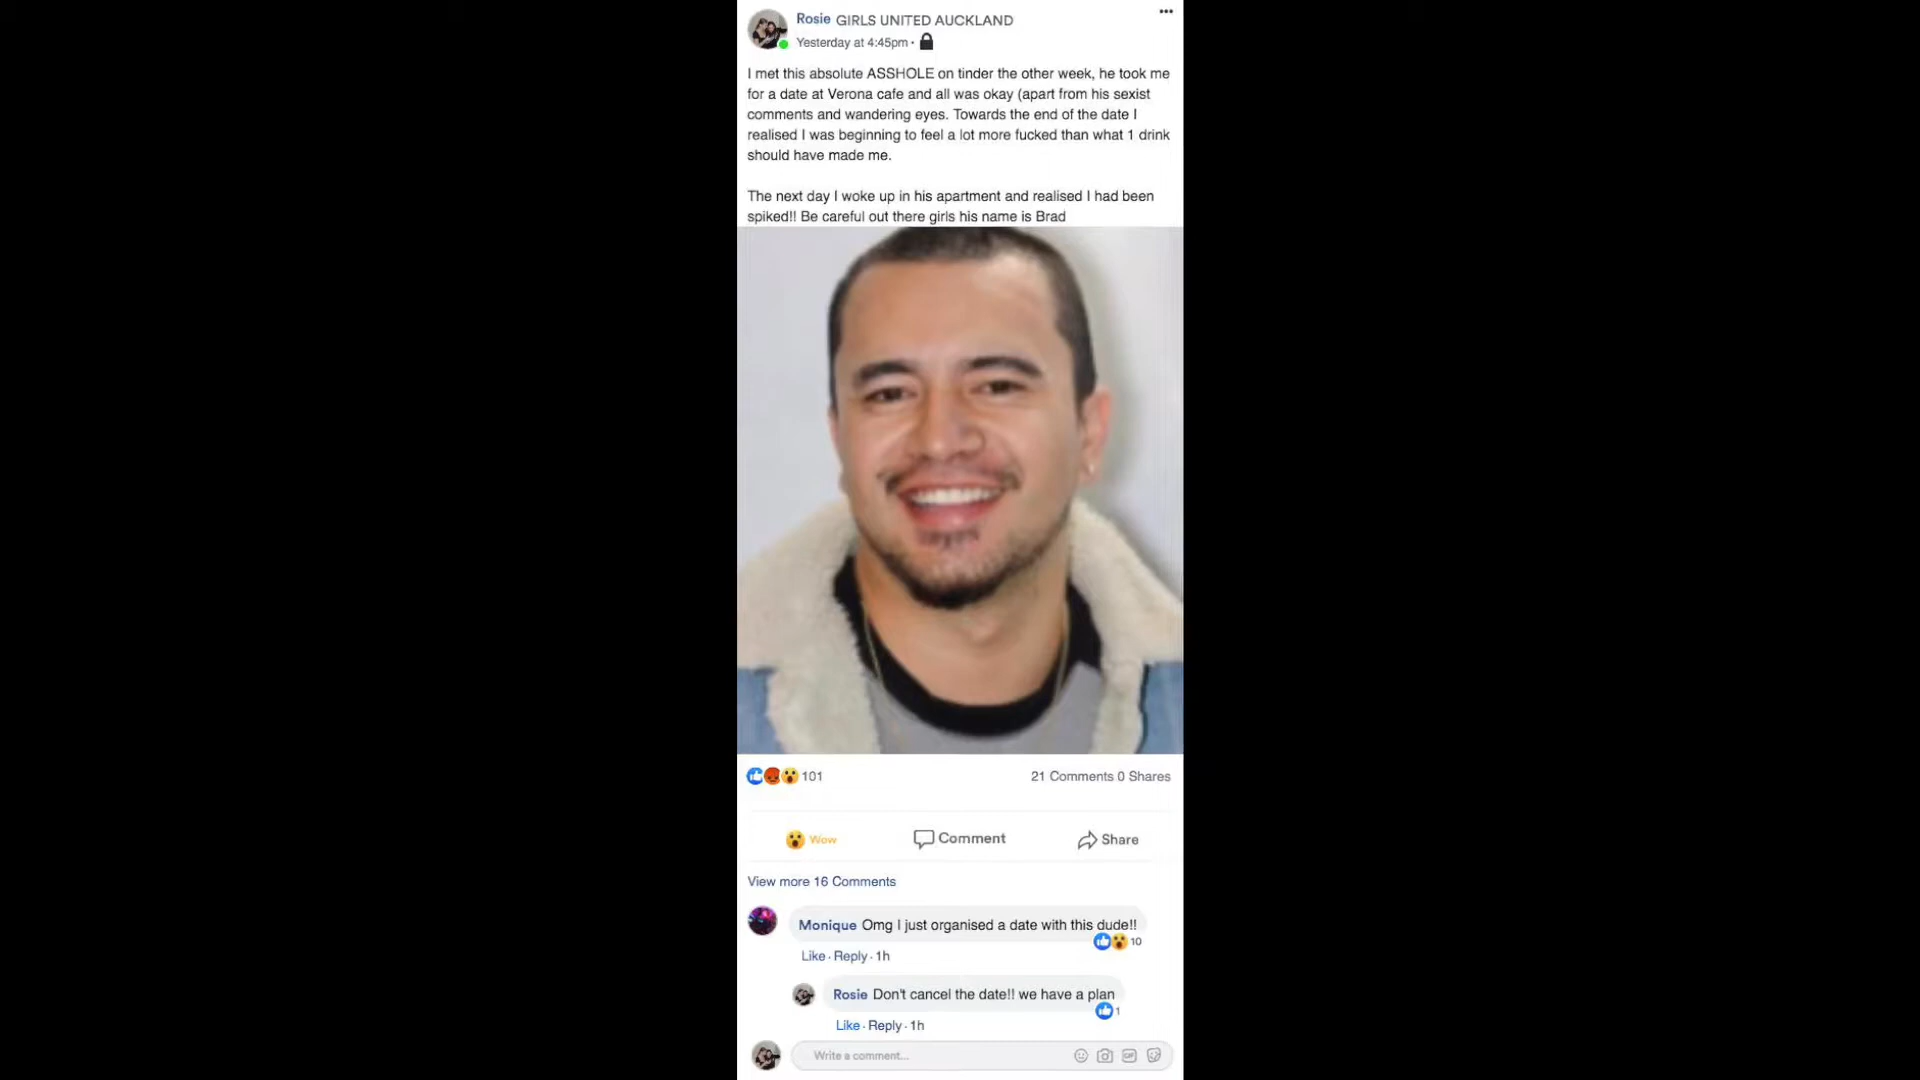 Rosie GIRLS UNITED AUCKLAND
Yesterday at 4:45pm ·
I met this absolute ASSHOLE on tinder the other week, he took me
for a date at Verona cafe and all was okay (apart from his sexist
comments and wandering eyes. Towards the end of the date I
realised I was beginning to feel a lot more fucked than what 1 drink
should have made me.
The next day I woke up in his apartment and realised I had been
spiked!! Be careful out there girls his name is Brad
101 21 Comments 0 Shares
Wow Comment Share
View more 16 Comments
Monique Omg I just organised a date with this dude!!
10
Like · Reply · 1h
Rosie Don't cancel the date!! we have a plan
1
Like · Reply · 1h
Write a comment... GIF